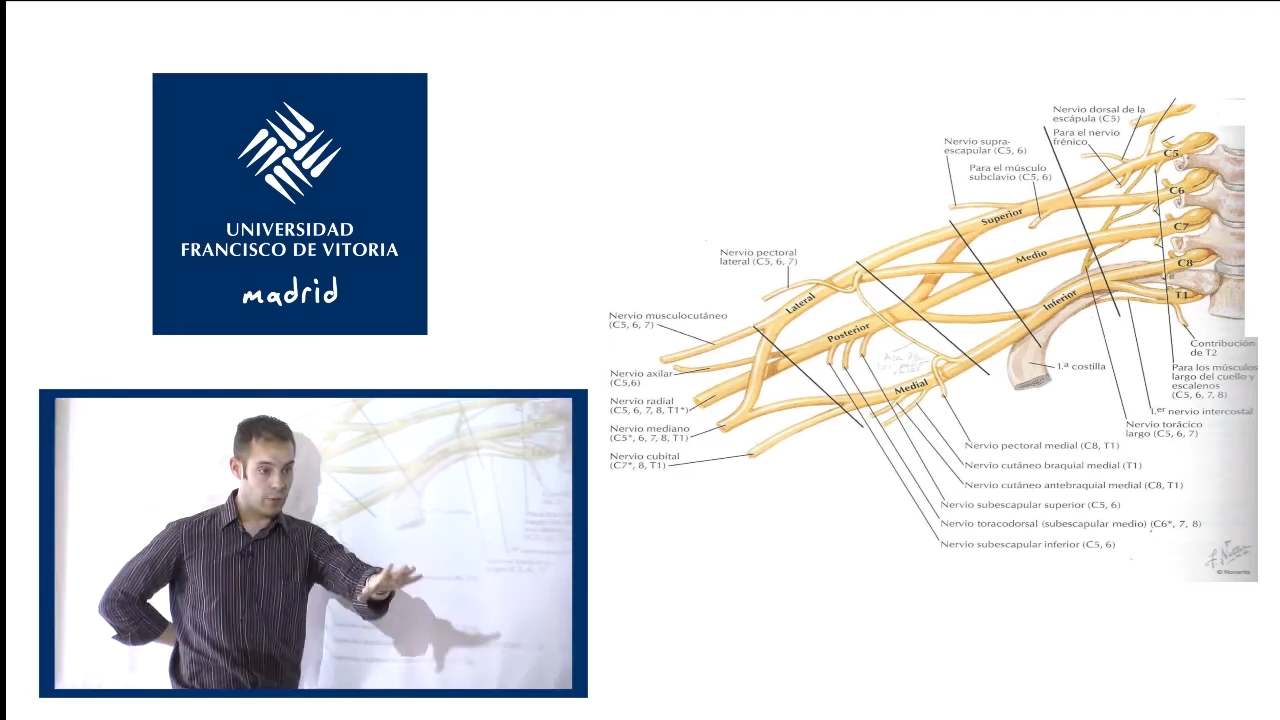 UNIVERSIDAD
FRANCISCO DE VITORIA
madrid
Nervio dorsal de la
escápula (C5)
Para el nervio
frénico
Nervio supra-
escapular (C5, 6)
Para el músculo
subclavio (C5, 6)
C5
C6
C7
C8
T1
Superior
Medio
Inferior
Nervio pectoral
lateral (C5, 6, 7)
Lateral
Posterior
Medial
Nervio musculocutáneo
(C5, 6, 7)
Nervio axilar
(C5,6)
Nervio radial
(C5, 6, 7, 8, T1*)
Nervio mediano
(C5*, 6, 7, 8, T1)
Nervio cubital
(C7*, 8, T1)
1.ª costilla
Contribución
de T2
Para los músculos
largo del cuello y
escalenos
(C5, 6, 7, 8)
1.er nervio intercostal
Nervio torácico
largo (C5, 6, 7)
Nervio pectoral medial (C8, T1)
Nervio cutáneo braquial medial (T1)
Nervio cutáneo antebraquial medial (C8, T1)
Nervio subescapular superior (C5, 6)
Nervio toracodorsal (subescapular medio) (C6*, 7, 8)
Nervio subescapular inferior (C5, 6)